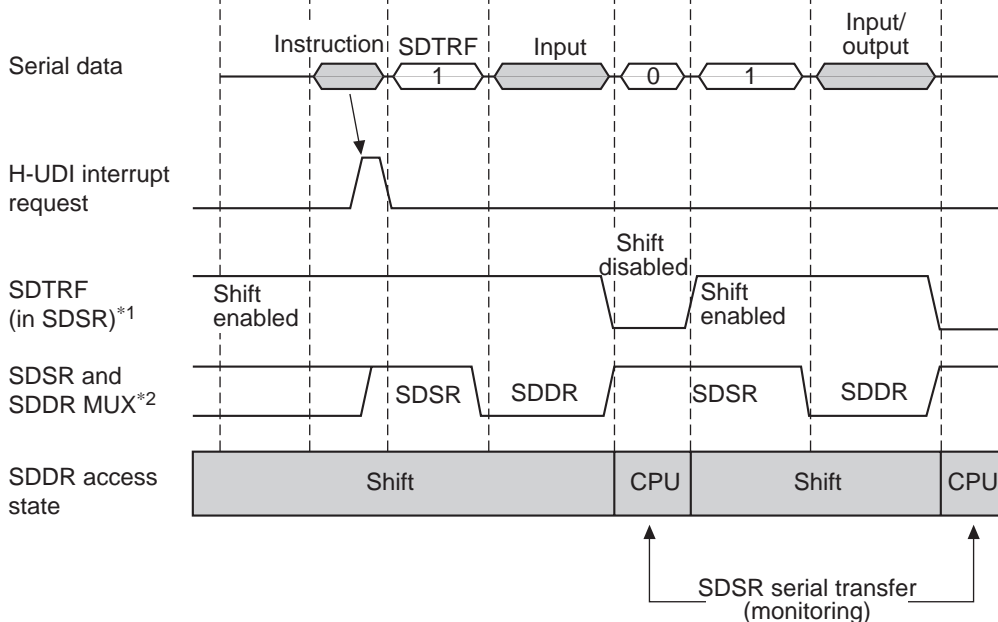 Serial data
Instruction
SDTRF
Input
Input/
output
1
0
1
H-UDI interrupt
request
SDTRF
(in SDSR)*1
Shift
enabled
Shift
disabled
Shift
enabled
SDSR and
SDDR MUX*2
SDSR
SDDR
SDSR
SDDR
SDDR access
state
Shift
CPU
Shift
CPU
SDSR serial transfer
(monitoring)